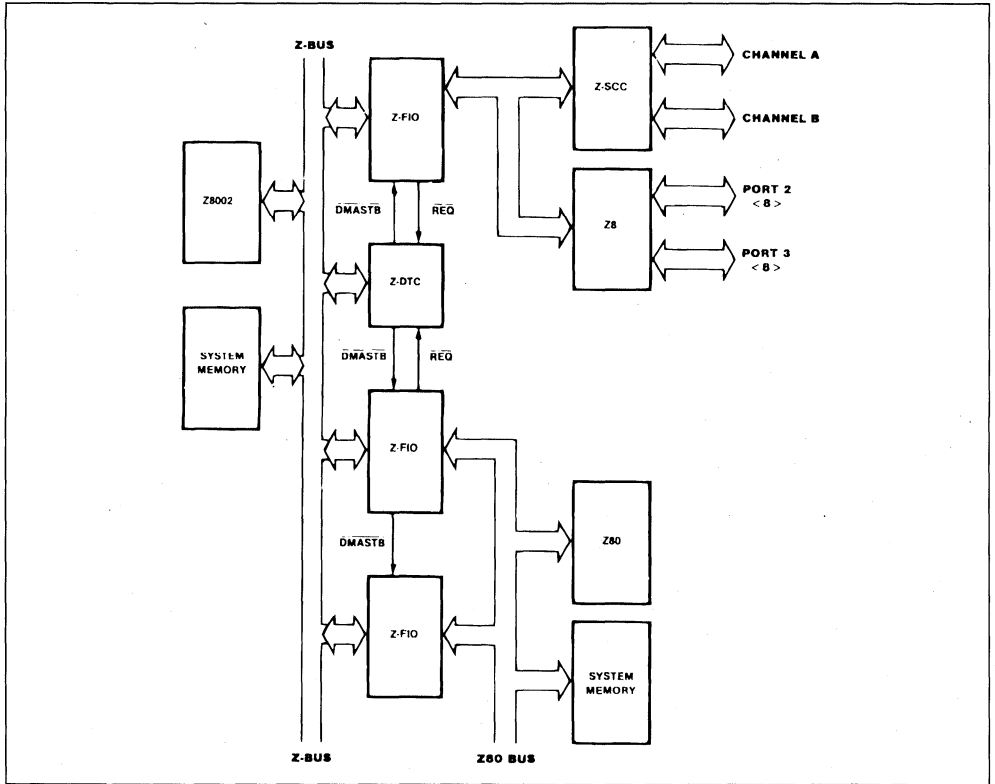 Z-BUS
Z-FIO
Z-SCC
CHANNEL A
CHANNEL B
Z8002
DMASTB
REQ
Z8
PORT 2
<8>
PORT 3
<8>
Z-DTC
SYSTEM
MEMORY
DMASTB
REQ
Z-FIO
Z80
DMASTB
Z-FIO
SYSTEM
MEMORY
Z-BUS
Z80 BUS